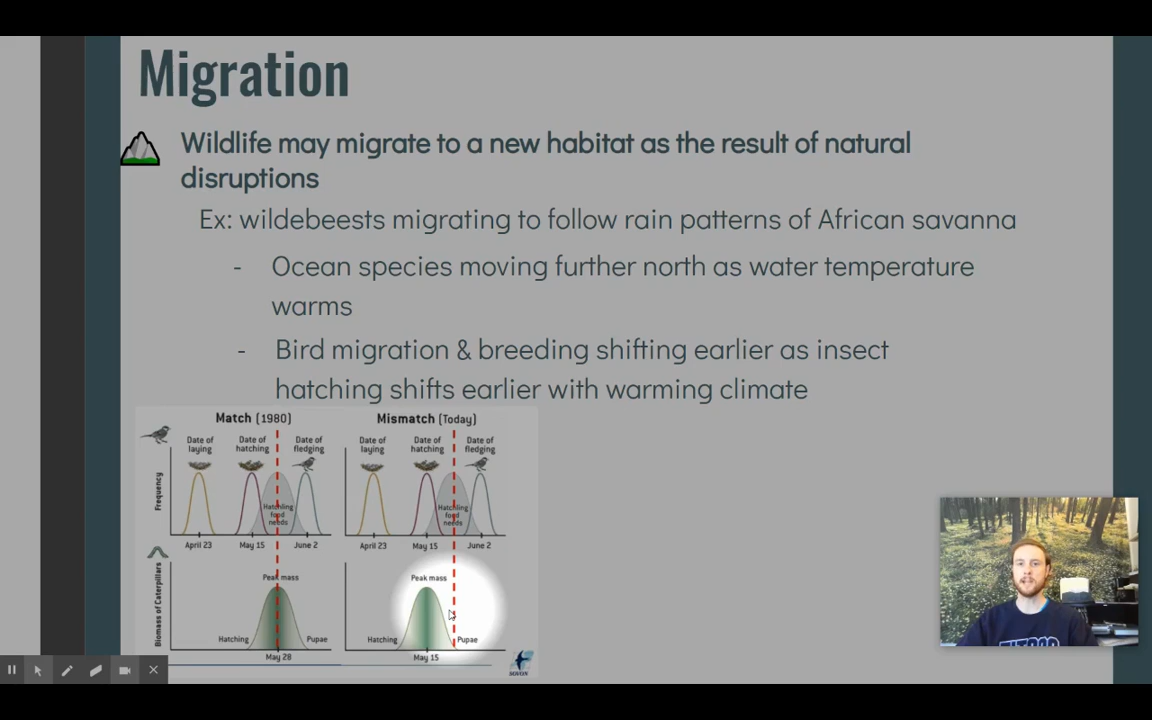 Migration
Wildlife may migrate to a new habitat as the result of natural
disruptions
Ex: wildebeests migrating to follow rain patterns of African savanna
- Ocean species moving further north as water temperature
warms
- Bird migration & breeding shifting earlier as insect
hatching shifts earlier with warming climate
Match (1980)
Date of
laying
Date of
hatching
Date of
fledging
Frequency
Hatchling
food
needs
April 23
May 15
June 2
Mismatch (Today)
Date of
laying
Date of
hatching
Date of
fledging
Hatchling
food
needs
April 23
May 15
June 2
Biomass of Caterpillars
Peak mass
Hatching
Pupae
May 28
Peak mass
Hatching
Pupae
May 15